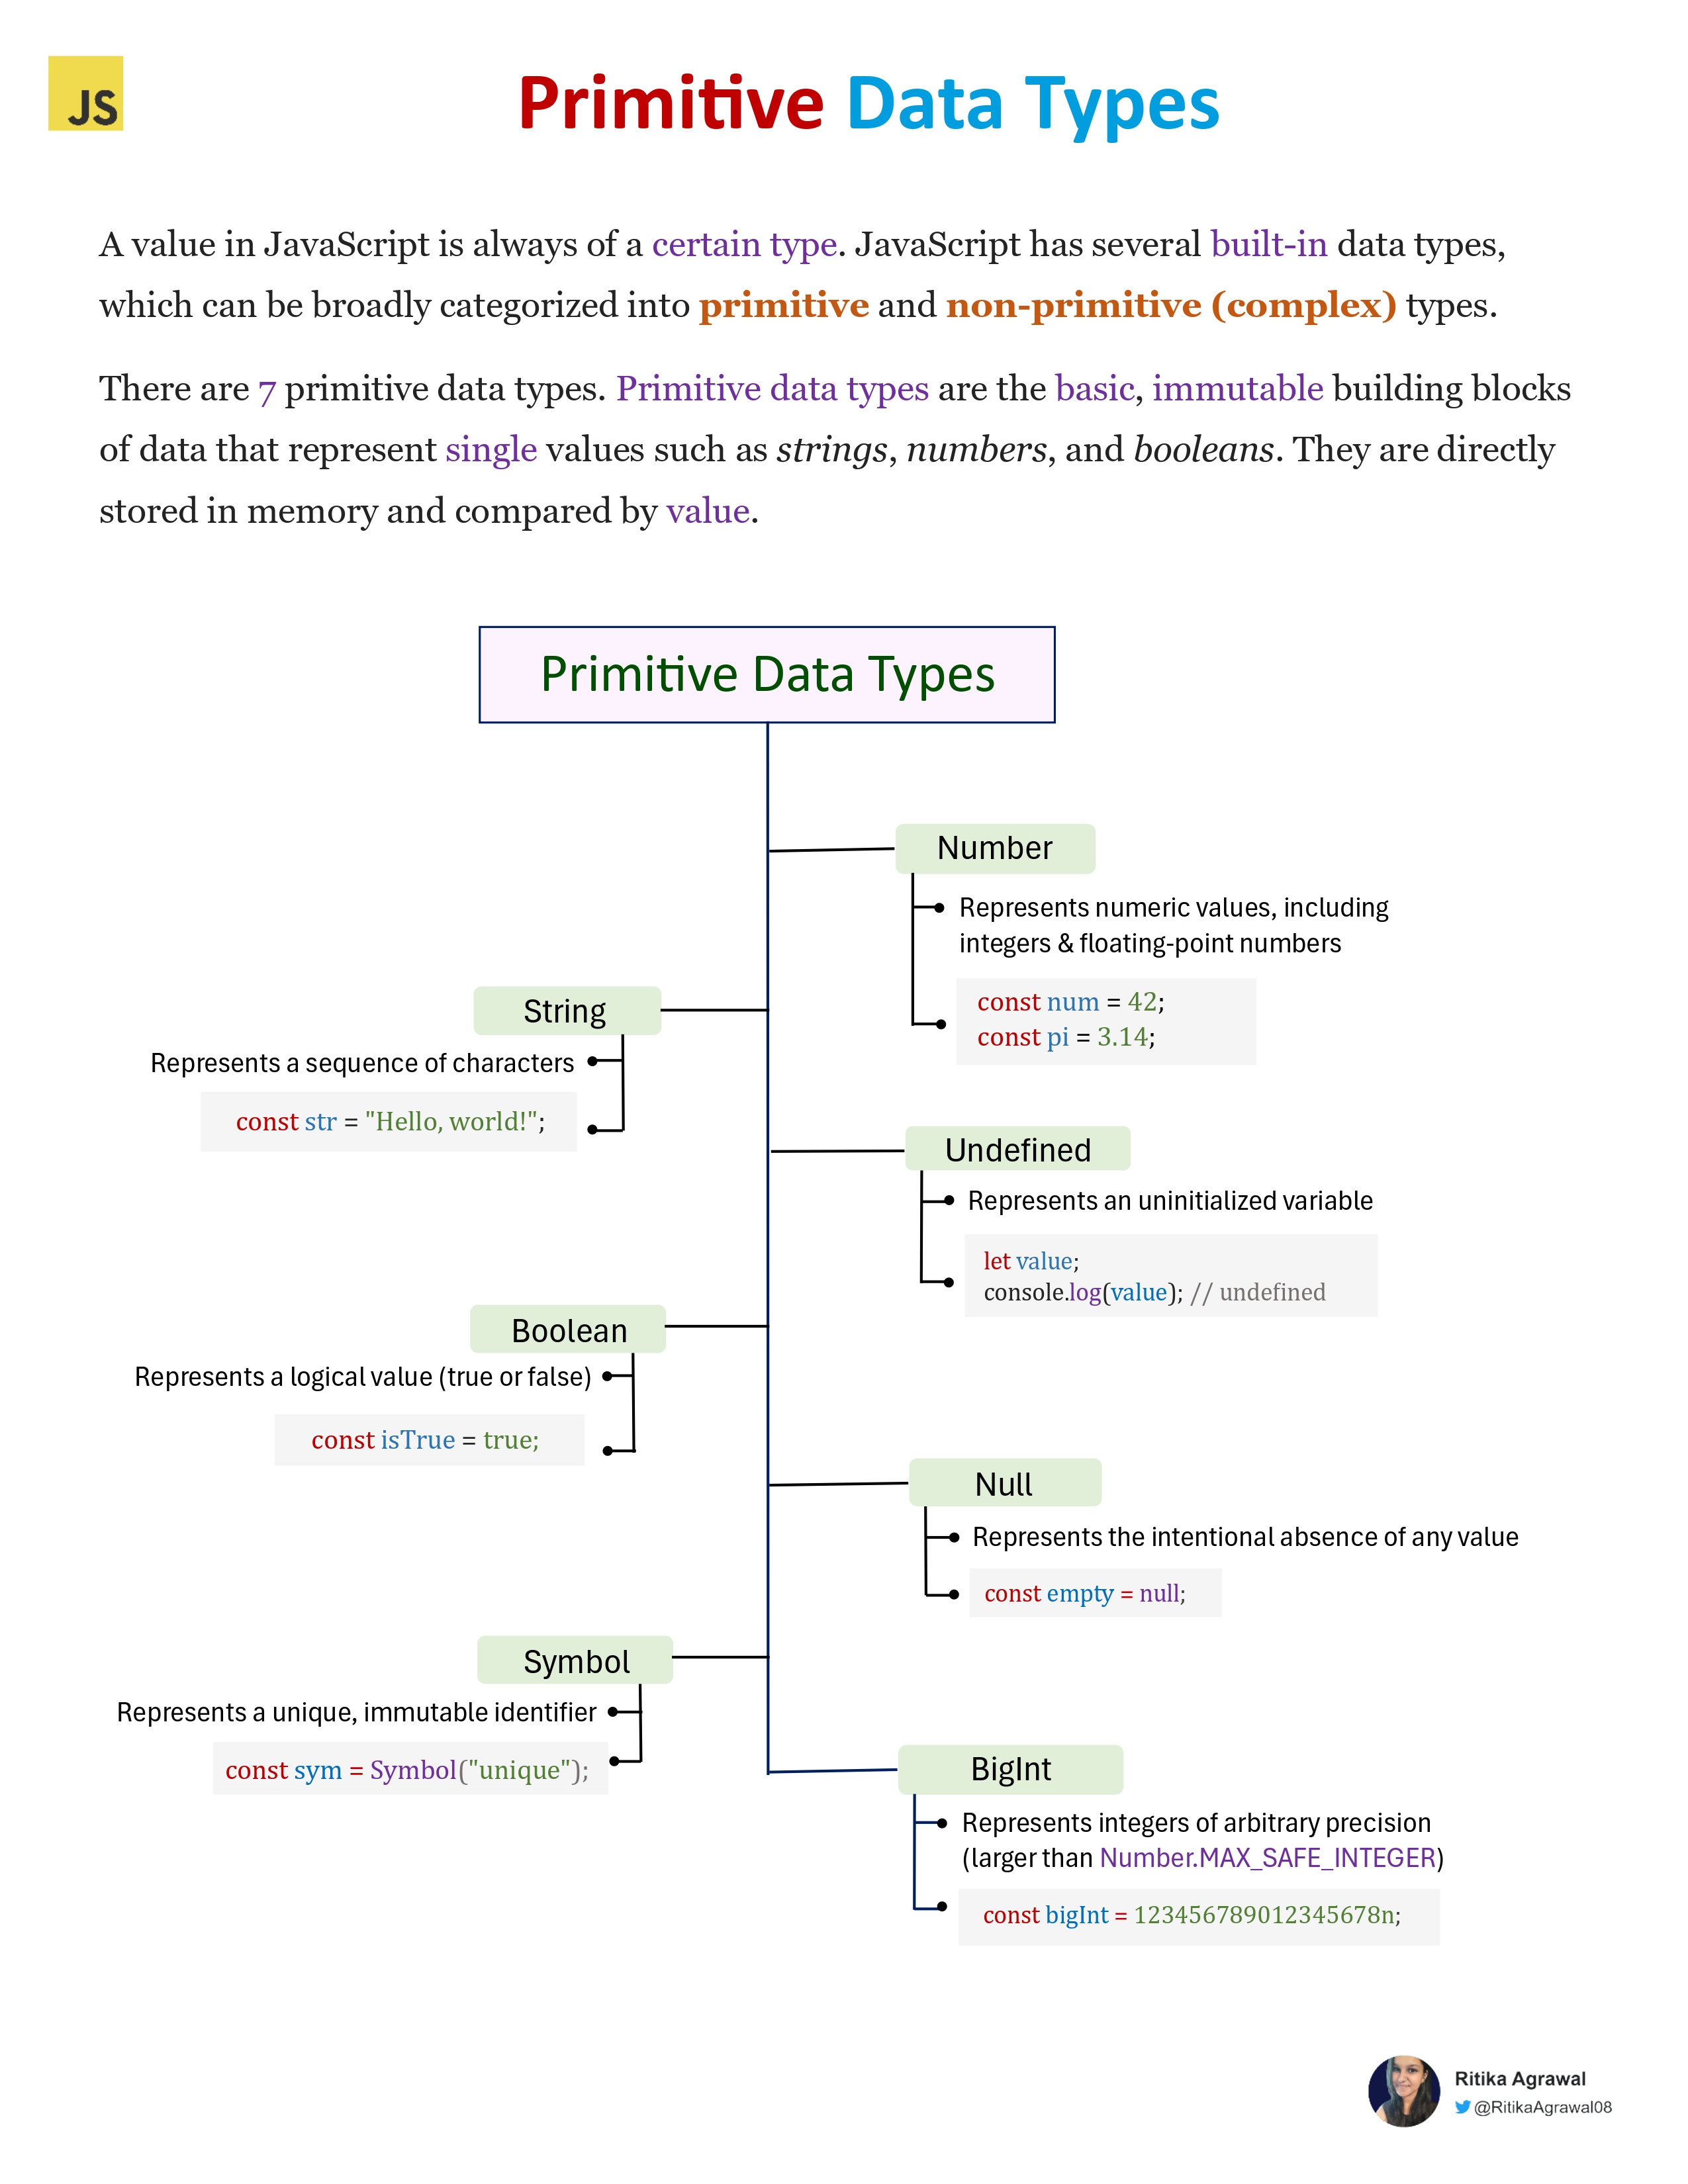 JS
Primitive Data Types
A value in JavaScript is always of a certain type. JavaScript has several built-in data types,
which can be broadly categorized into primitive and non-primitive (complex) types.
There are 7 primitive data types. Primitive data types are the basic, immutable building blocks
of data that represent single values such as strings, numbers, and booleans. They are directly
stored in memory and compared by value.
Primitive Data Types
Number
Represents numeric values, including
integers & floating-point numbers
const num = 42;
const pi = 3.14;
String
Represents a sequence of characters
const str = "Hello, world!";
Undefined
Represents an uninitialized variable
let value;
console.log(value); // undefined
Boolean
Represents a logical value (true or false)
const isTrue = true;
Null
Represents the intentional absence of any value
const empty = null;
Symbol
Represents a unique, immutable identifier
const sym = Symbol("unique");
BigInt
Represents integers of arbitrary precision
(larger than Number.MAX_SAFE_INTEGER)
const bigInt = 123456789012345678n;
Ritika Agrawal
@RitikaAgrawal08